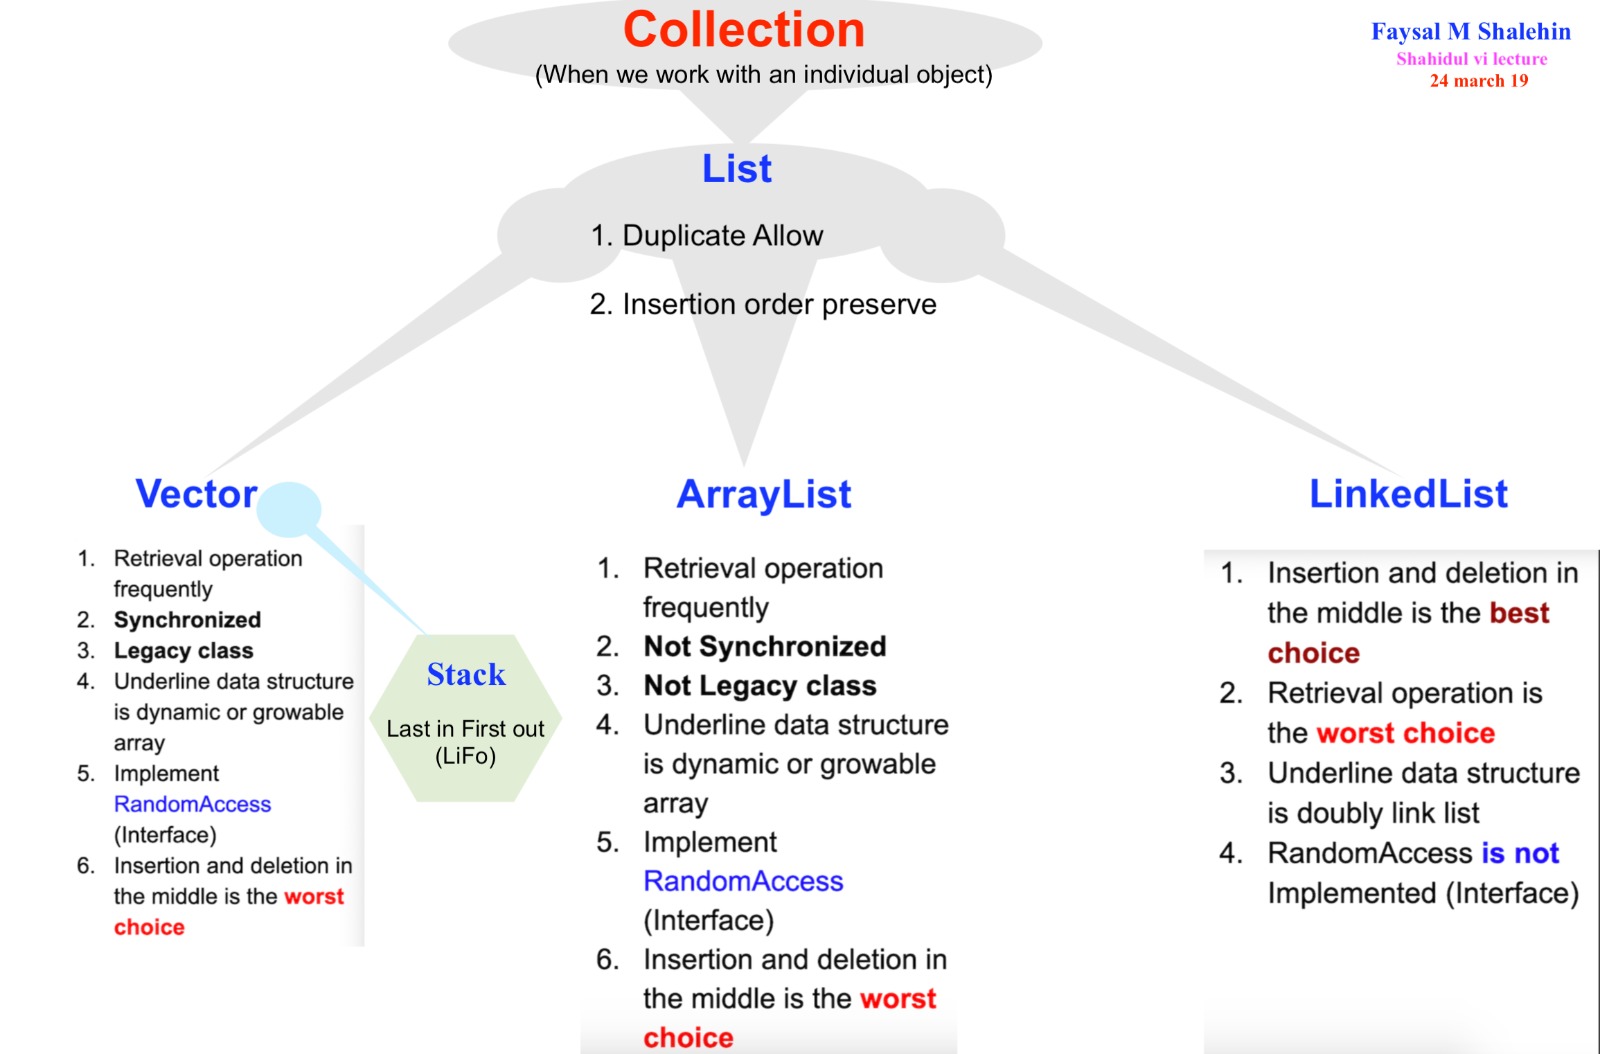 Collection
(When we work with an individual object)
Faysal M Shalehin
Shahidul vi lecture
24 march 19
List
1. Duplicate Allow
2. Insertion order preserve
Vector
1. Retrieval operation
frequently
2. Synchronized
3. Legacy class
4. Underline data structure
is dynamic or growable
array
5. Implement
RandomAccess
(Interface)
6. Insertion and deletion in
the middle is the worst
choice
Stack
Last in First out
(LiFo)
ArrayList
1. Retrieval operation
frequently
2. Not Synchronized
3. Not Legacy class
4. Underline data structure
is dynamic or growable
array
5. Implement
RandomAccess
(Interface)
6. Insertion and deletion in
the middle is the worst
choice
LinkedList
1. Insertion and deletion in
the middle is the best
choice
2. Retrieval operation is
the worst choice
3. Underline data structure
is doubly link list
4. RandomAccess is not
Implemented (Interface)